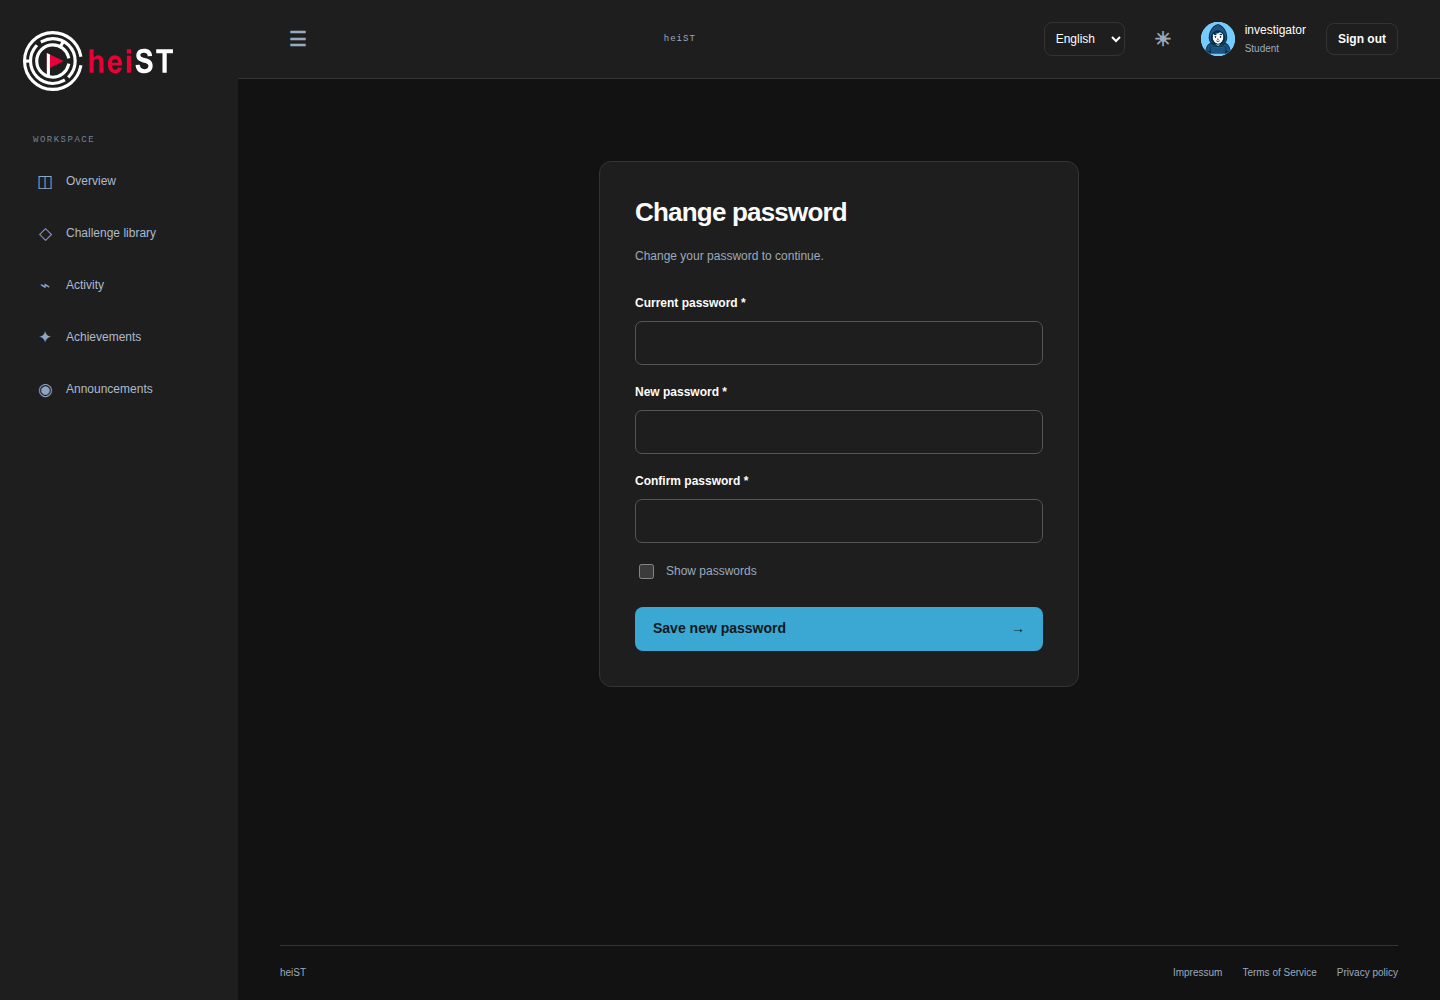 heiST
heiST
English
investigator
Student
Sign out
WORKSPACE
Overview
Challenge library
Activity
Achievements
Announcements
Change password
Change your password to continue.
Current password *
New password *
Confirm password *
Show passwords
Save new password →
heiST
Impressum
Terms of Service
Privacy policy